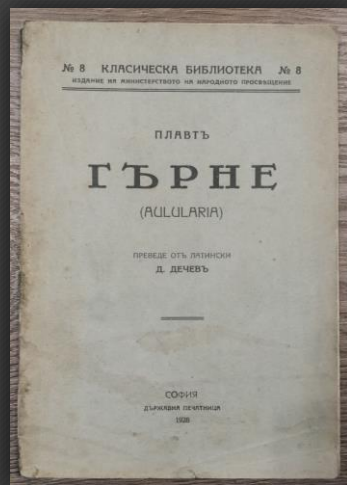 № 8 КЛАСИЧЕСКА БИБЛИОТЕКА № 8
ИЗДАНИЕ НА МИНИСТЕРСТВОТО НА НАРОДНОТО ПРОСВѢЩЕНИЕ
ПЛАВТЪ
ГЪРНЕ
(AULULARIA)
ПРЕВЕДЕ ОТЪ ЛАТИНСКИ
Д. ДЕЧЕВЪ
СОФИЯ
ДЪРЖАВНА ПЕЧАТНИЦА